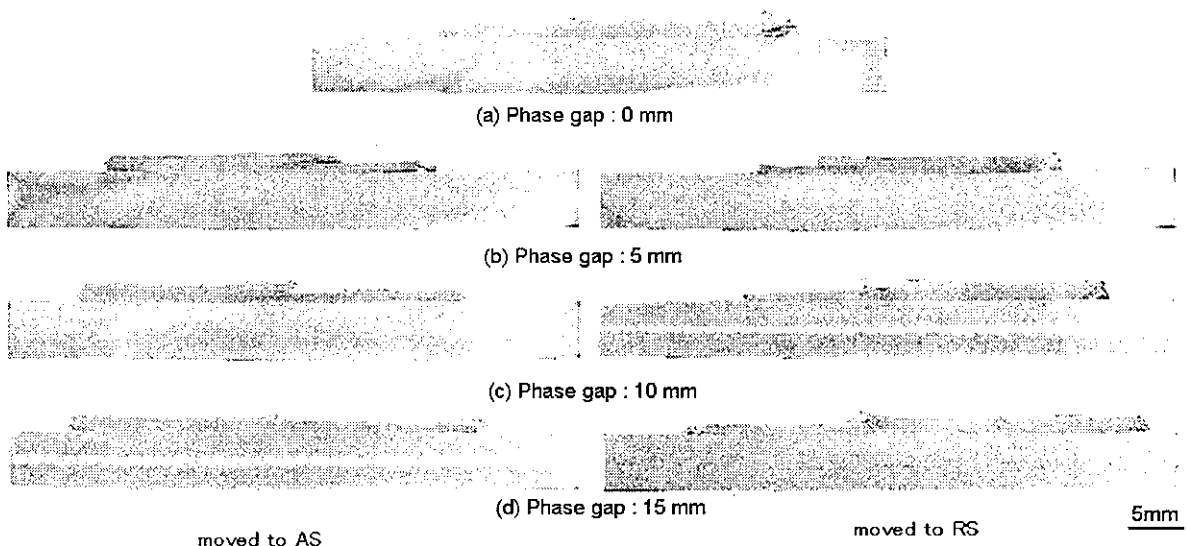 (a) Phase gap : 0 mm
(b) Phase gap : 5 mm
(c) Phase gap : 10 mm
(d) Phase gap : 15 mm
5mm
moved to AS
moved to RS